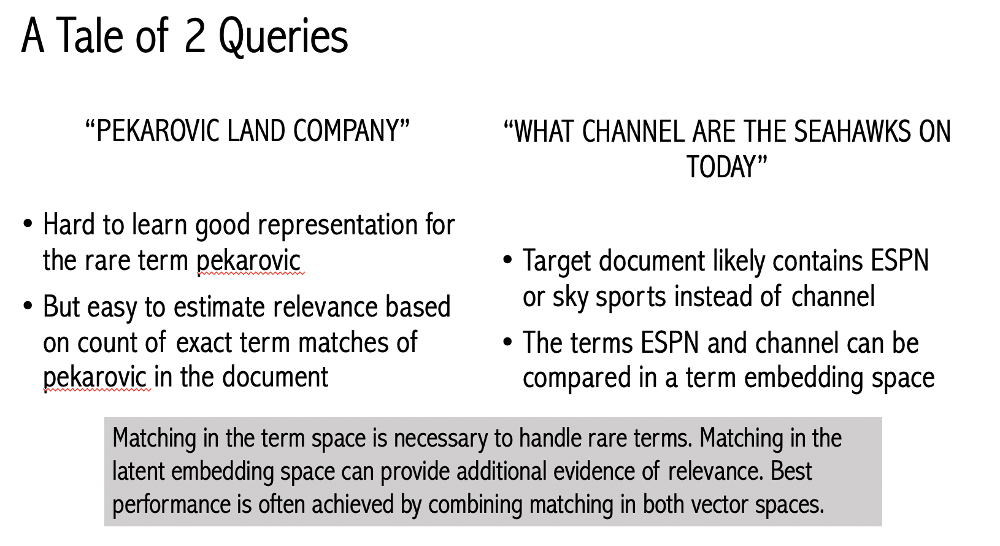 A Tale of 2 Queries
“PEKAROVIC LAND COMPANY”
• Hard to learn good representation for
the rare term pekarovic
• But easy to estimate relevance based
on count of exact term matches of
pekarovic in the document
“WHAT CHANNEL ARE THE SEAHAWKS ON
TODAY”
• Target document likely contains ESPN
or sky sports instead of channel
• The terms ESPN and channel can be
compared in a term embedding space
Matching in the term space is necessary to handle rare terms. Matching in the
latent embedding space can provide additional evidence of relevance. Best
performance is often achieved by combining matching in both vector spaces.